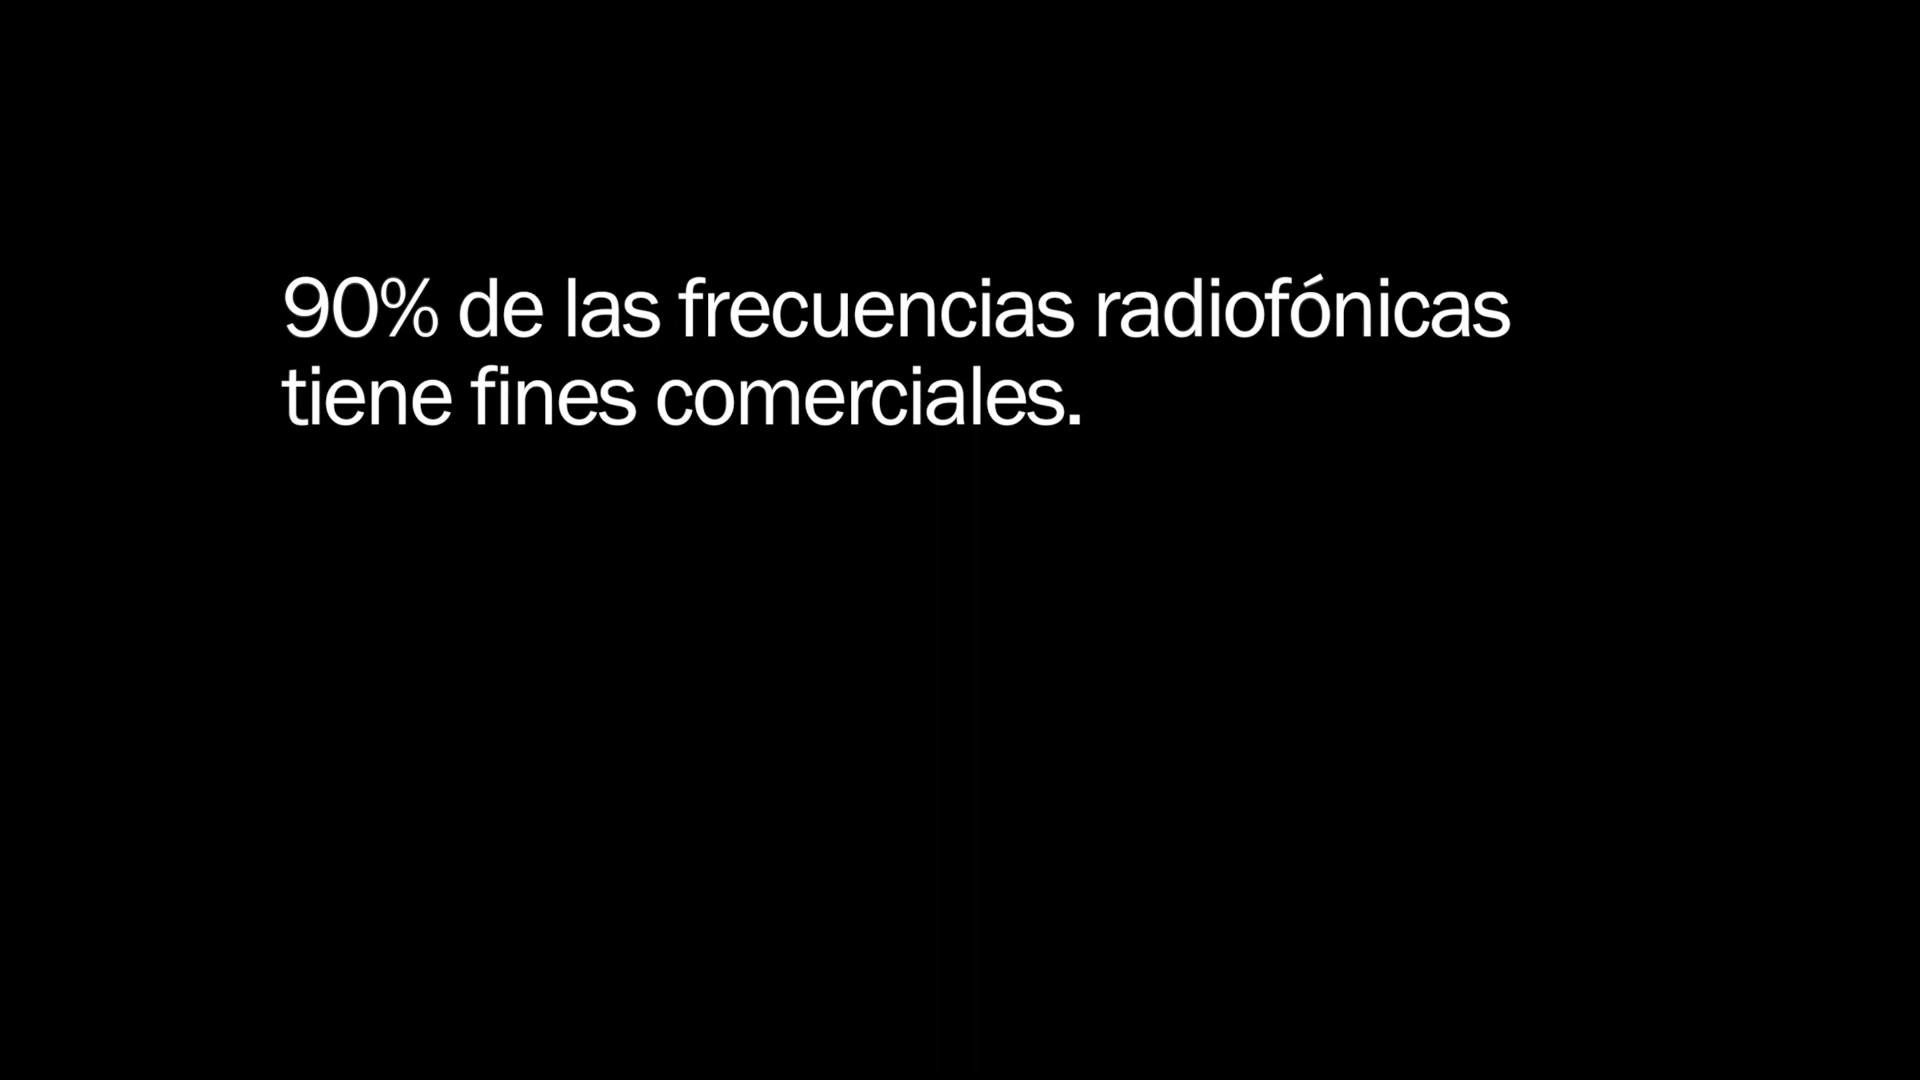 90% de las frecuencias radiofónicas
tiene fines comerciales.